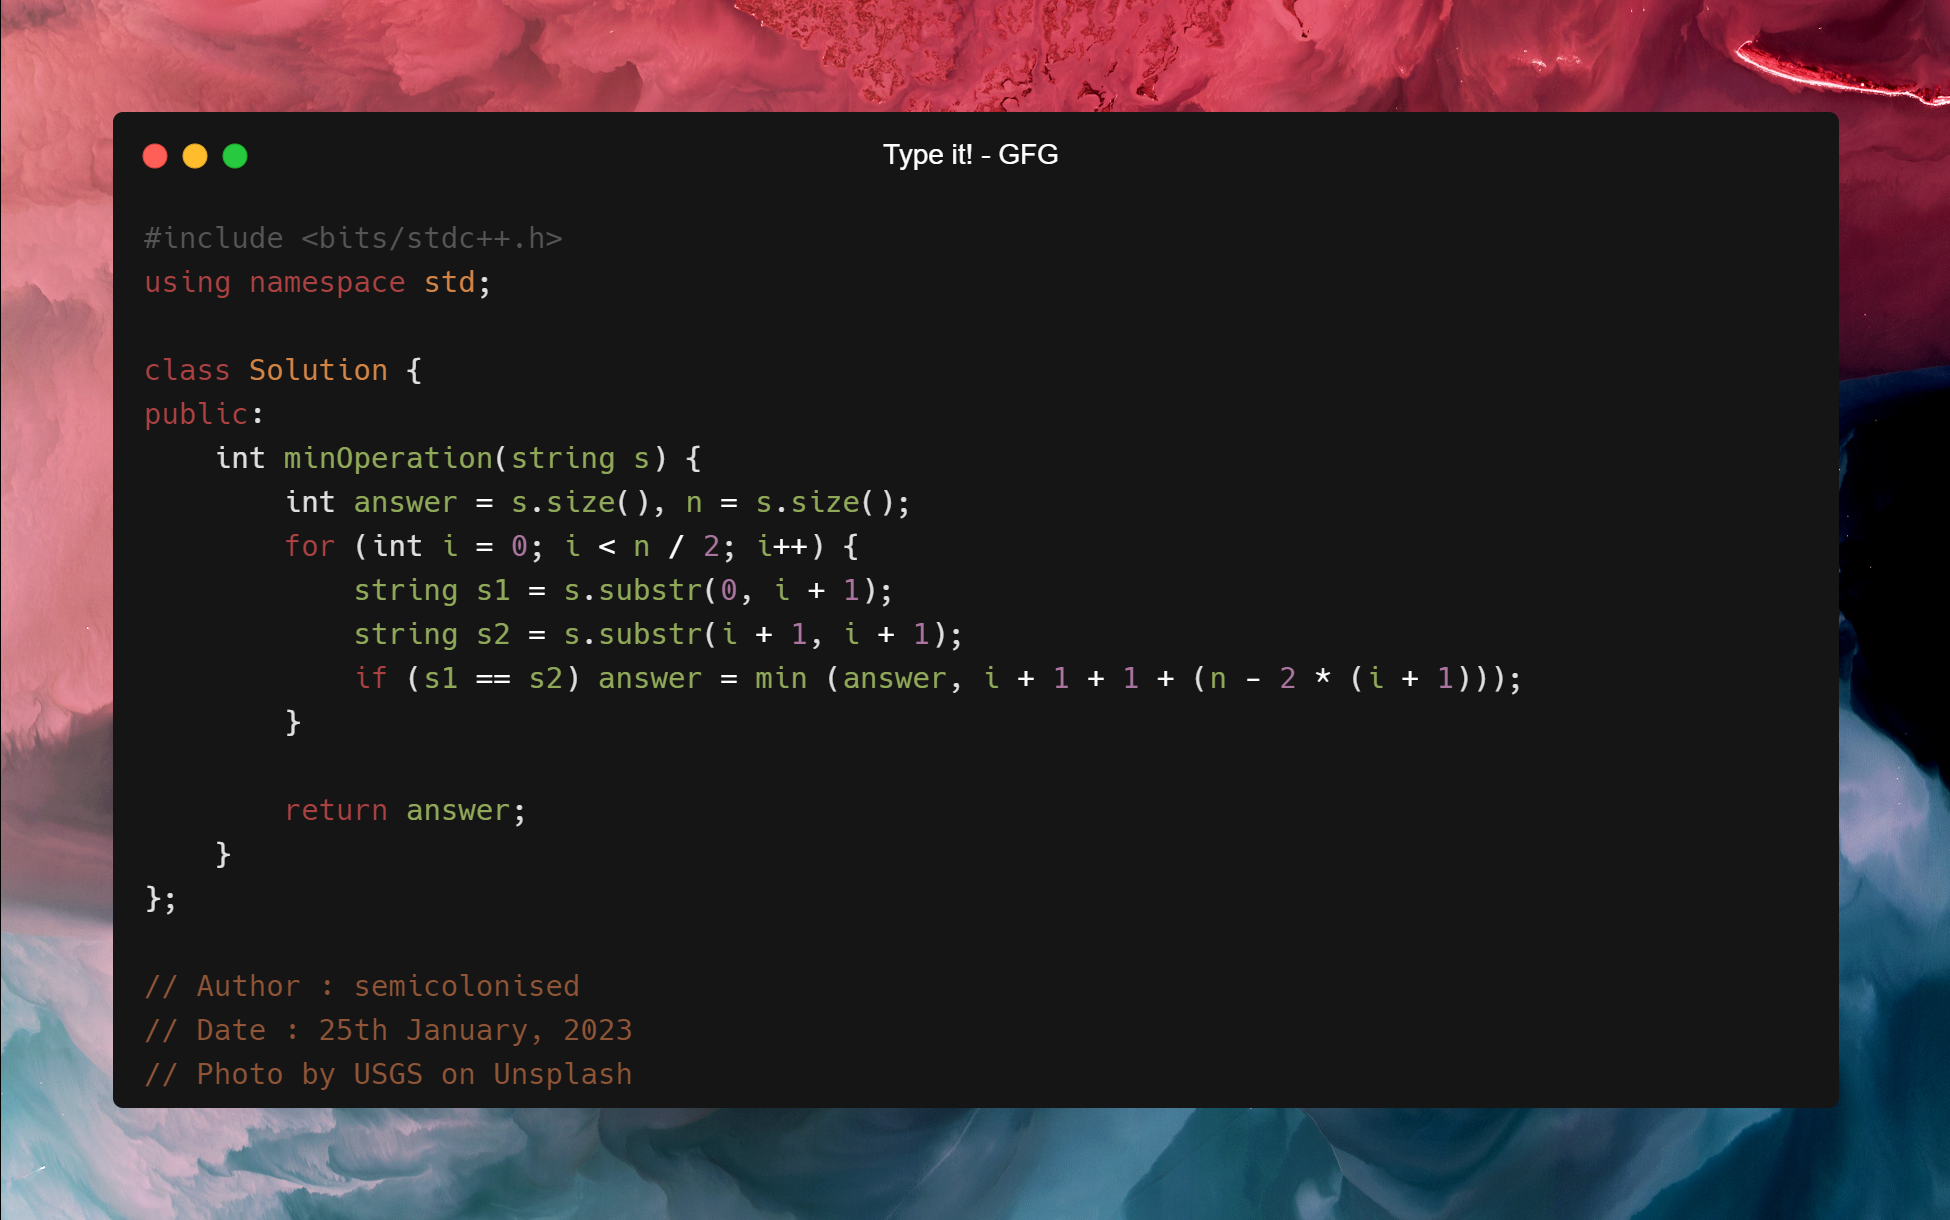 Type it! - GFG
#include <bits/stdc++.h>
using namespace std;
class Solution {
public:
    int minOperation(string s) {
        int answer = s.size(), n = s.size();
        for (int i = 0; i < n / 2; i++) {
            string s1 = s.substr(0, i + 1);
            string s2 = s.substr(i + 1, i + 1);
            if (s1 == s2) answer = min (answer, i + 1 + 1 + (n - 2 * (i + 1)));
        }
        return answer;
    }
};
// Author : semicolonised
// Date : 25th January, 2023
// Photo by USGS on Unsplash